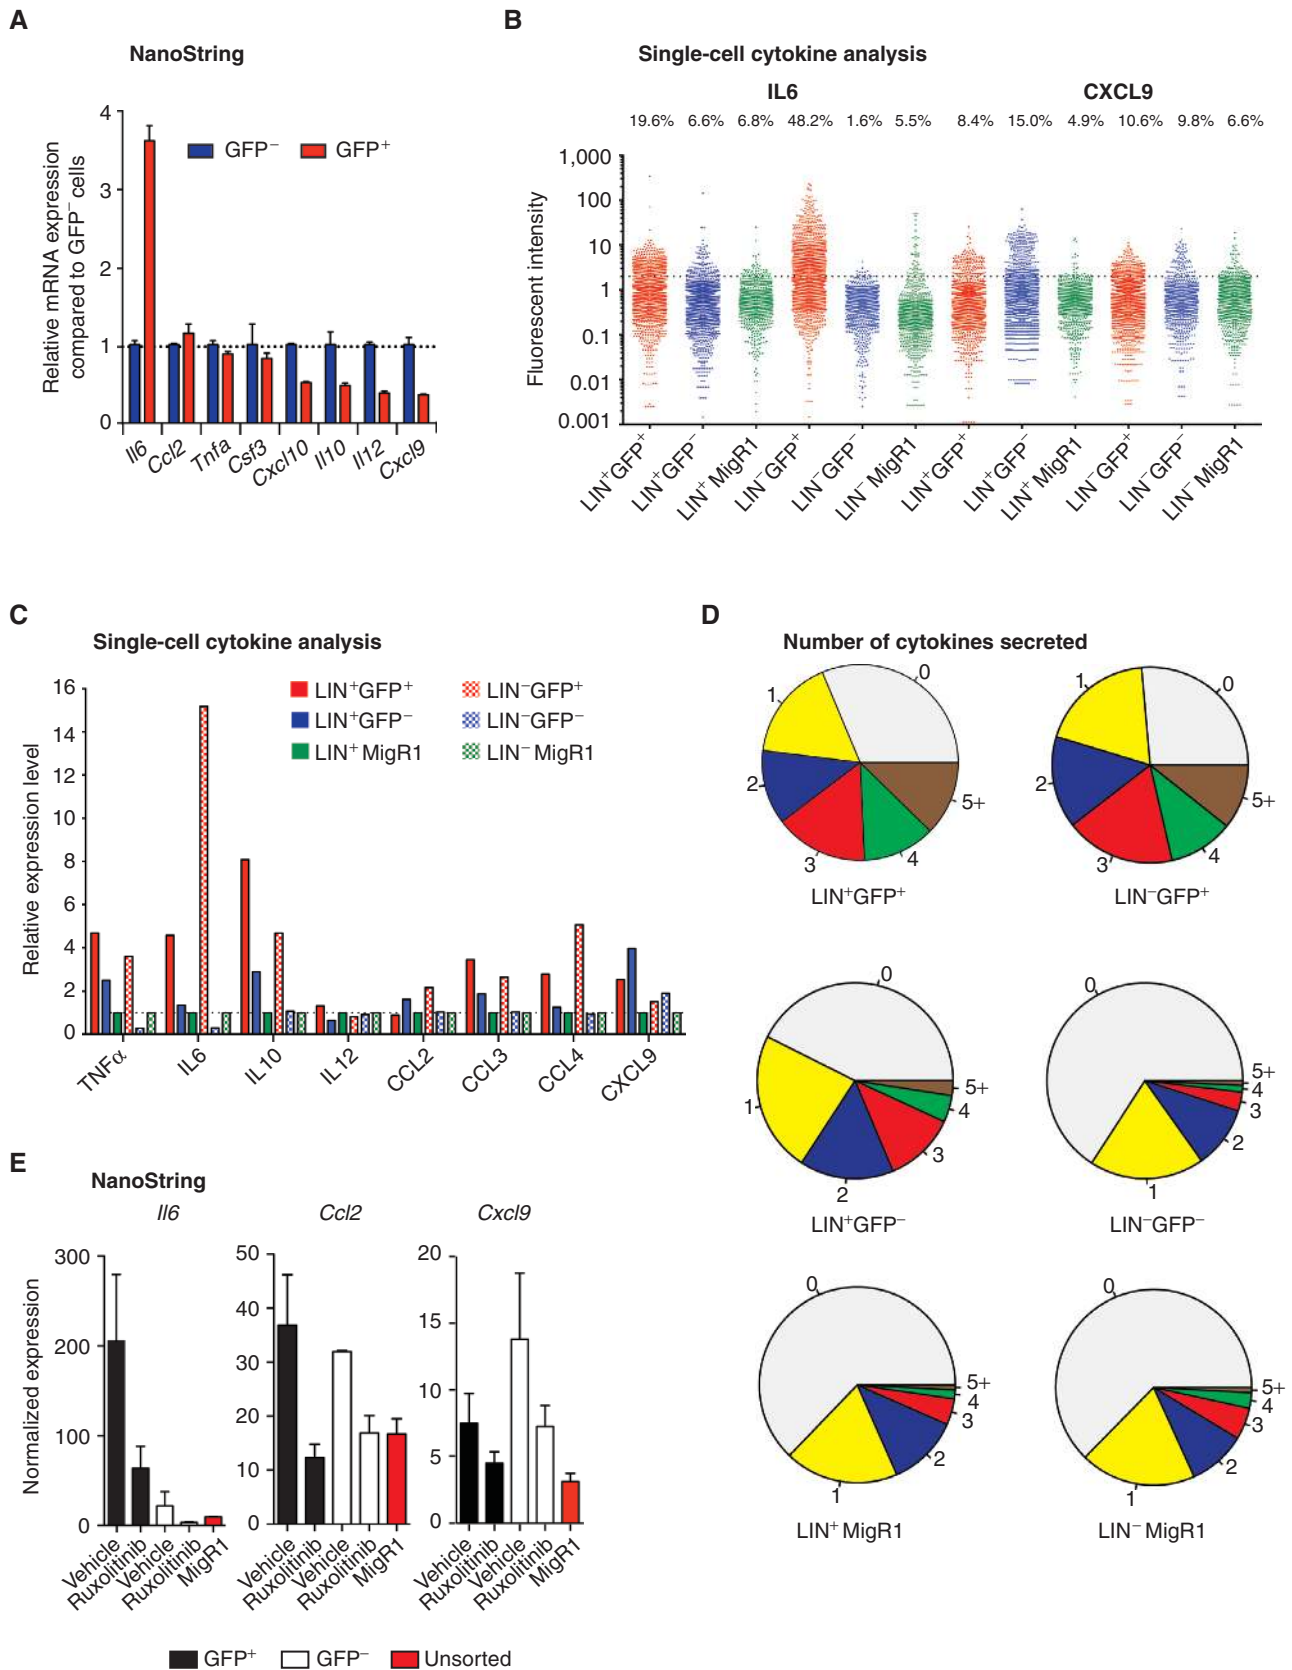 A
NanoString
Relative mRNA expression
compared to GFP⁻ cells
4
3
2
1
0
GFP⁻
GFP⁺
Il6
Ccl2
Tnfa
Csf3
Cxcl10
Il10
Il12
Cxcl9
B
Single-cell cytokine analysis
IL6
CXCL9
19.6% 6.6% 6.8% 48.2% 1.6% 5.5% 8.4% 15.0% 4.9% 10.6% 9.8% 6.6%
Fluorescent intensity
1,000
100
10
1
0.1
0.01
0.001
LIN⁺GFP⁺
LIN⁺GFP⁻
LIN⁺ MigR1
LIN⁻GFP⁺
LIN⁻GFP⁻
LIN⁻ MigR1
LIN⁺GFP⁺
LIN⁺GFP⁻
LIN⁺ MigR1
LIN⁻GFP⁺
LIN⁻GFP⁻
LIN⁻ MigR1
C
Single-cell cytokine analysis
Relative expression level
16
14
12
10
8
6
4
2
0
LIN⁺GFP⁺
LIN⁺GFP⁻
LIN⁺ MigR1
LIN⁻GFP⁺
LIN⁻GFP⁻
LIN⁻ MigR1
TNFα
IL6
IL10
IL12
CCL2
CCL3
CCL4
CXCL9
D
Number of cytokines secreted
0
1
2
3
4
5+
LIN⁺GFP⁺
0
1
2
3
4
5+
LIN⁻GFP⁺
0
1
2
3
4
5+
LIN⁺GFP⁻
0
1
2
3
4
5+
LIN⁻GFP⁻
0
1
2
3
4
5+
LIN⁺ MigR1
0
1
2
3
4
5+
LIN⁻ MigR1
E
NanoString
Normalized expression
Il6
300
200
100
0
Vehicle
Ruxolitinib
Vehicle
Ruxolitinib
MigR1
Ccl2
50
40
30
20
10
0
Vehicle
Ruxolitinib
Vehicle
Ruxolitinib
MigR1
Cxcl9
20
15
10
5
0
Vehicle
Ruxolitinib
Vehicle
Ruxolitinib
MigR1
GFP⁺
GFP⁻
Unsorted